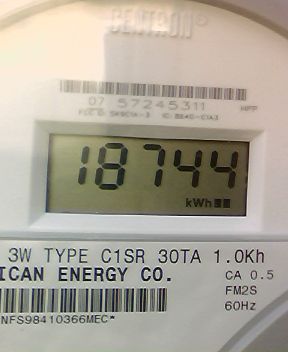 CENTRON®
07 57245311
18744
kWh
3W TYPE C1SR 30TA 1.0Kh
ICAN ENERGY CO.
CA 0.5
FM2S
60Hz
NFS98410366MEC*